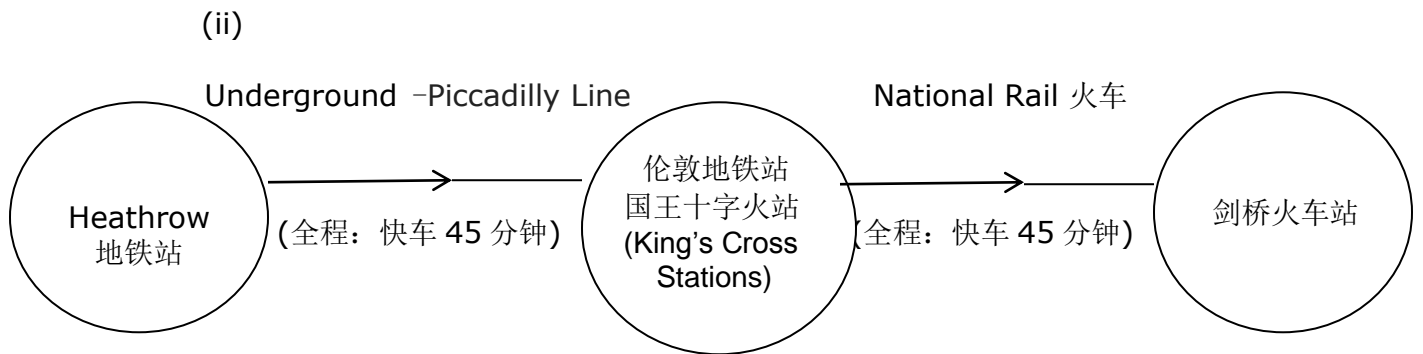 (ii)
Underground –Piccadilly Line
National Rail 火车
Heathrow
地铁站
(全程：快车 45 分钟)
伦敦地铁站
国王十字火站
(King's Cross
Stations)
(全程：快车 45 分钟)
剑桥火车站